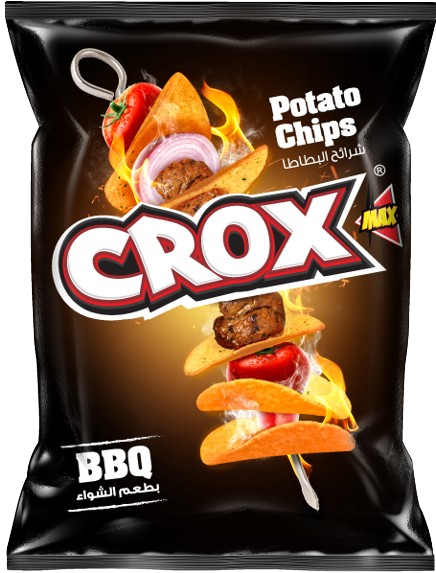 Potato
Chips
شرائح البطاطا
CROX®
MAX
BBQ
بطعم الشواء